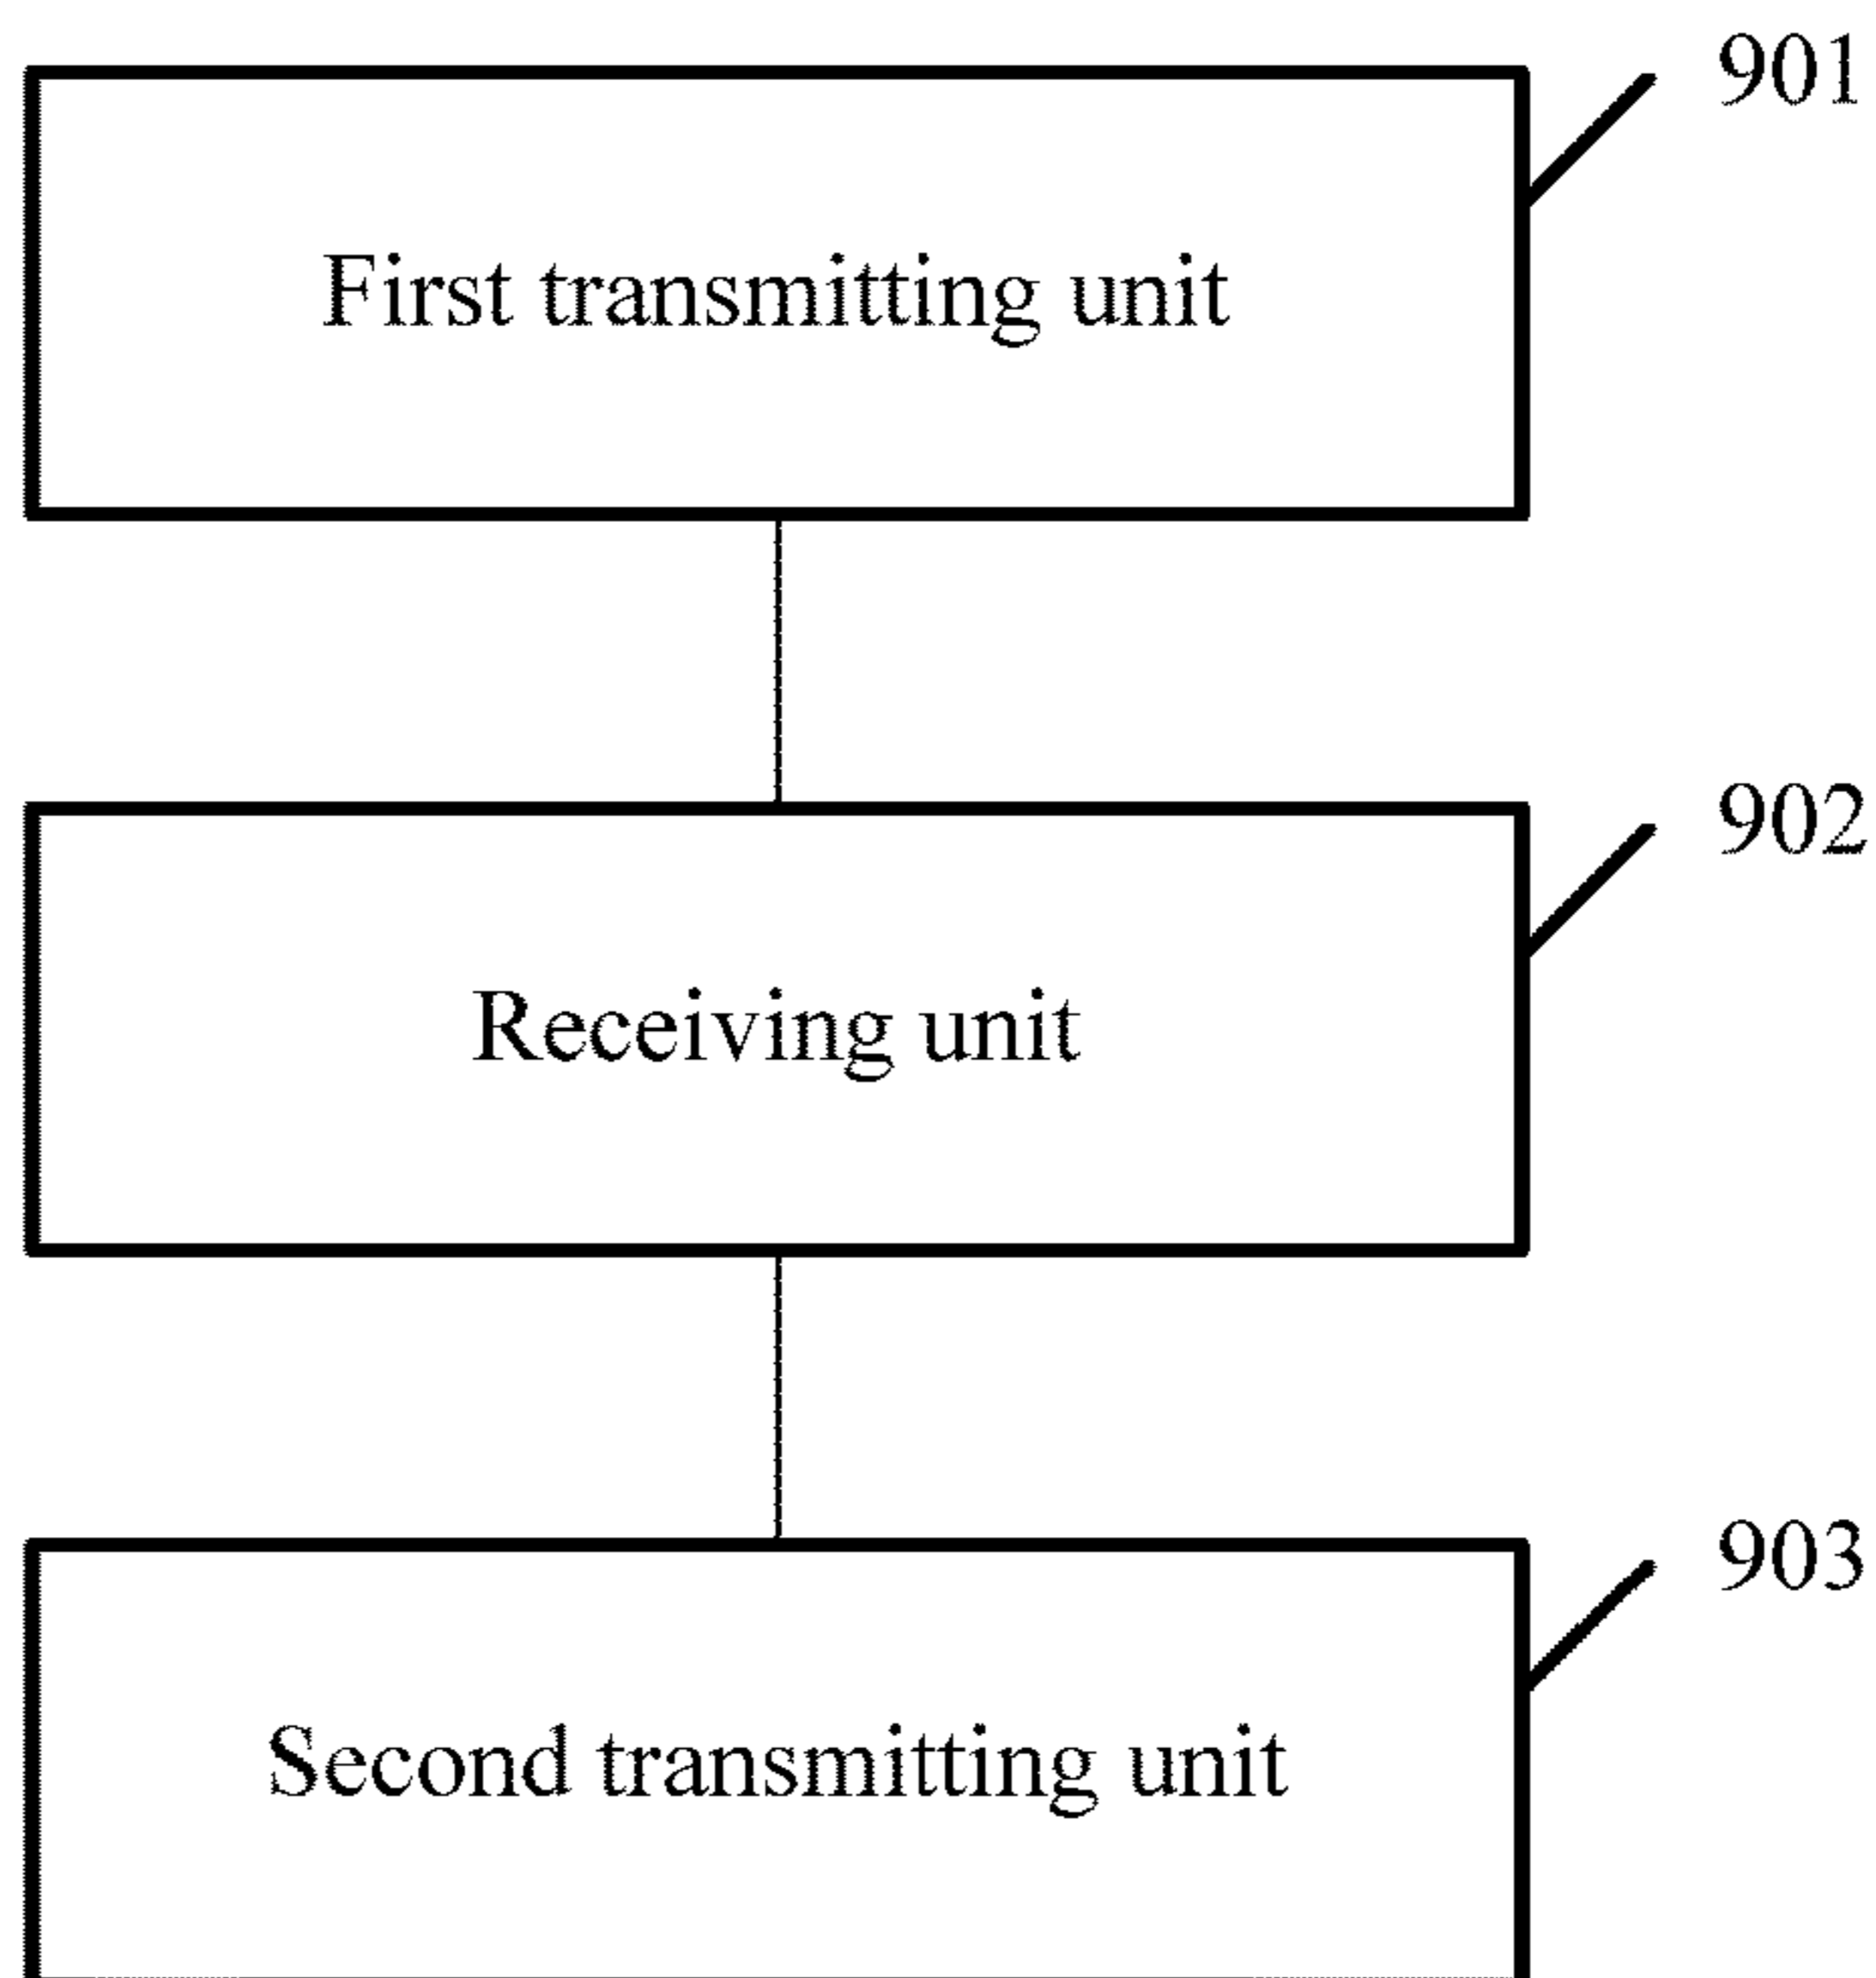 901
First transmitting unit
902
Receiving unit
903
Second transmitting unit